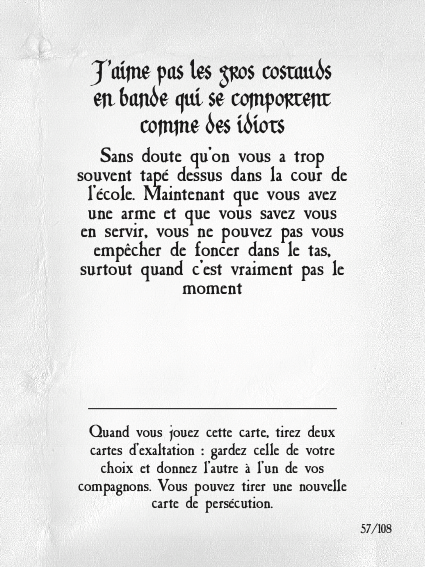 J'aime pas les gros costauds
en bande qui se comportent
comme des idiots
Sans doute qu'on vous a trop
souvent tapé dessus dans la cour de
l'école. Maintenant que vous avez
une arme et que vous savez vous
en servir, vous ne pouvez pas vous
empêcher de foncer dans le tas,
surtout quand c'est vraiment pas le
moment
Quand vous jouez cette carte, tirez deux
cartes d'exaltation : gardez celle de votre
choix et donnez l'autre à l'un de vos
compagnons. Vous pouvez tirer une nouvelle
carte de persécution.
57/108